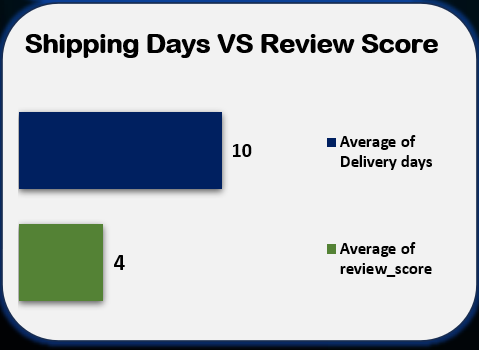 Shipping Days VS Review Score
10
Average of
Delivery days
4
Average of
review_score